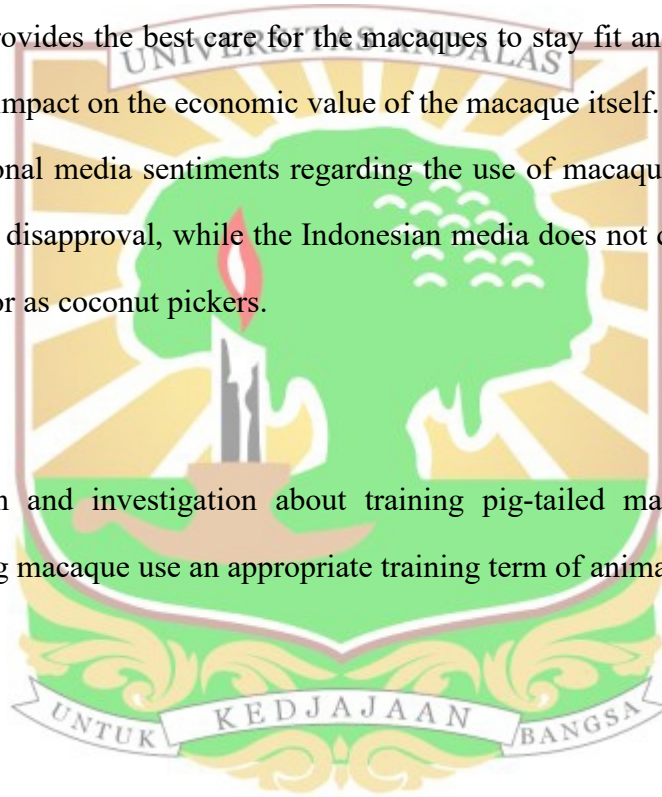 rovides the best care for the macaques to stay fit an
UNIVERSITAS ANDALAS
impact on the economic value of the macaque itself.
onal media sentiments regarding the use of macaqu
disapproval, while the Indonesian media does not
or as coconut pickers.
n and investigation about training pig-tailed ma
g macaque use an appropriate training term of anima
UNTUK KEDJAJAAN BANGSA